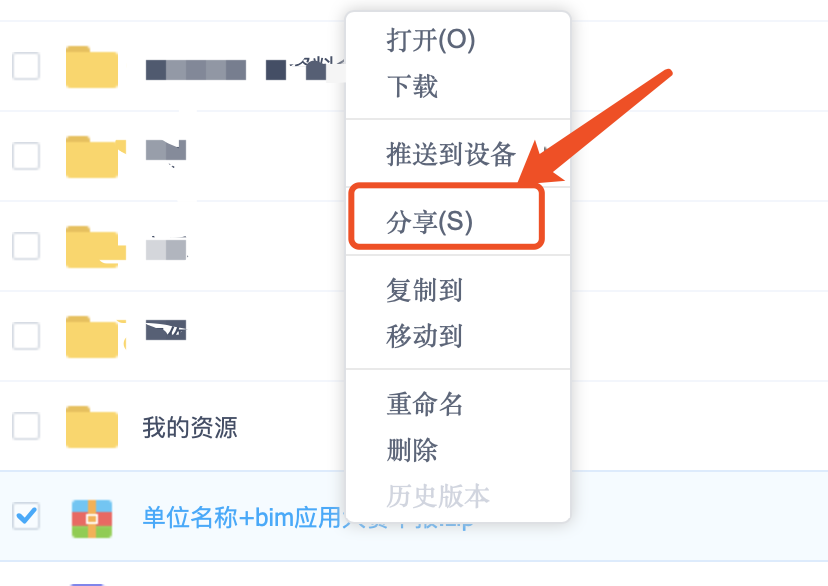 打开(O)
下载
推送到设备
分享(S)
复制到
移动到
重命名
我的资源
删除
历史版本
单位名称+bim应用